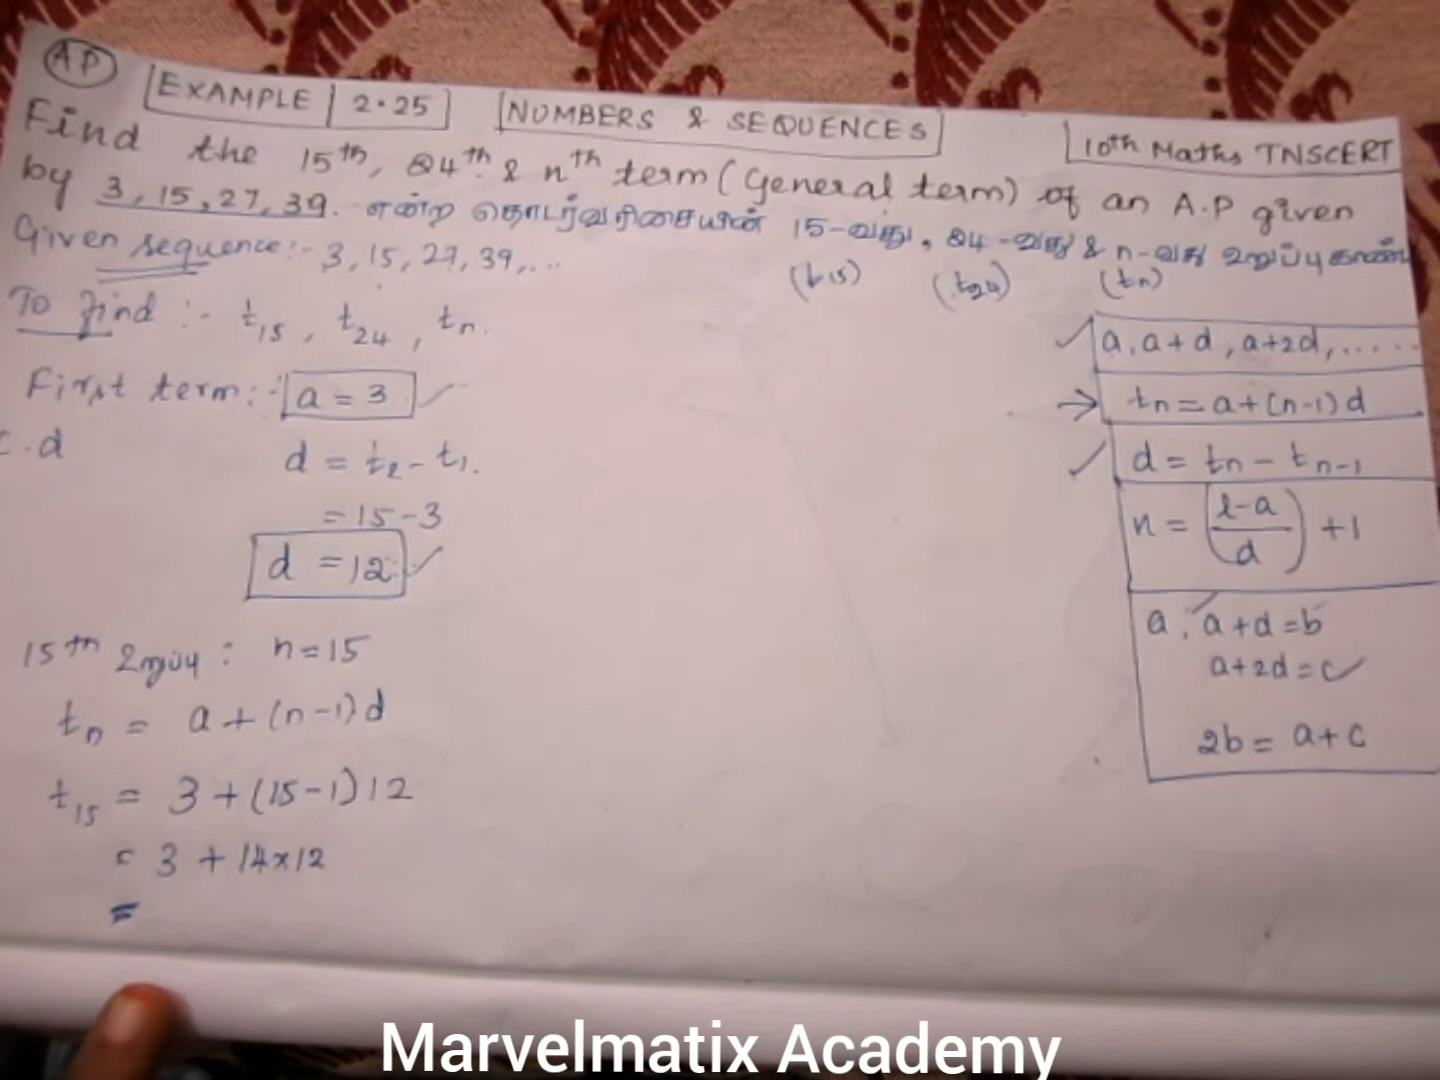 AP
EXAMPLE | 2.25
NUMBERS & SEQUENCES
10th Maths TNSCERT
Find the 15th, 24th & nth term (General term) of an A.P given
by 3, 15, 27, 39. என்ற தொடர்வரிசையின் 15-வது, 24-வது & n-வது உறுப்பு காண்
(t15) (t24) (tn)
Given sequence:- 3, 15, 27, 39, ...
To find :- t15, t24, tn.
First term:- a = 3
c.d d = t2 - t1.
= 15 - 3
d = 12
15th உறுப்பு : n = 15
tn = a + (n-1)d
t15 = 3 + (15-1)12
= 3 + 14x12
=
a, a+d, a+2d, .....
tn = a+(n-1)d
d = tn - tn-1
n = (l-a/d) + 1
a, a+d = b
a+2d = c
2b = a+c
Marvelmatix Academy